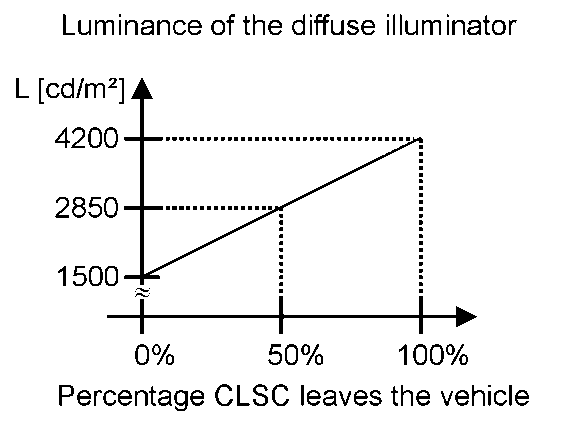 Luminance of the diffuse illuminator
L [cd/m²]
4200
2850
1500
≈
0% 50% 100%
Percentage CLSC leaves the vehicle